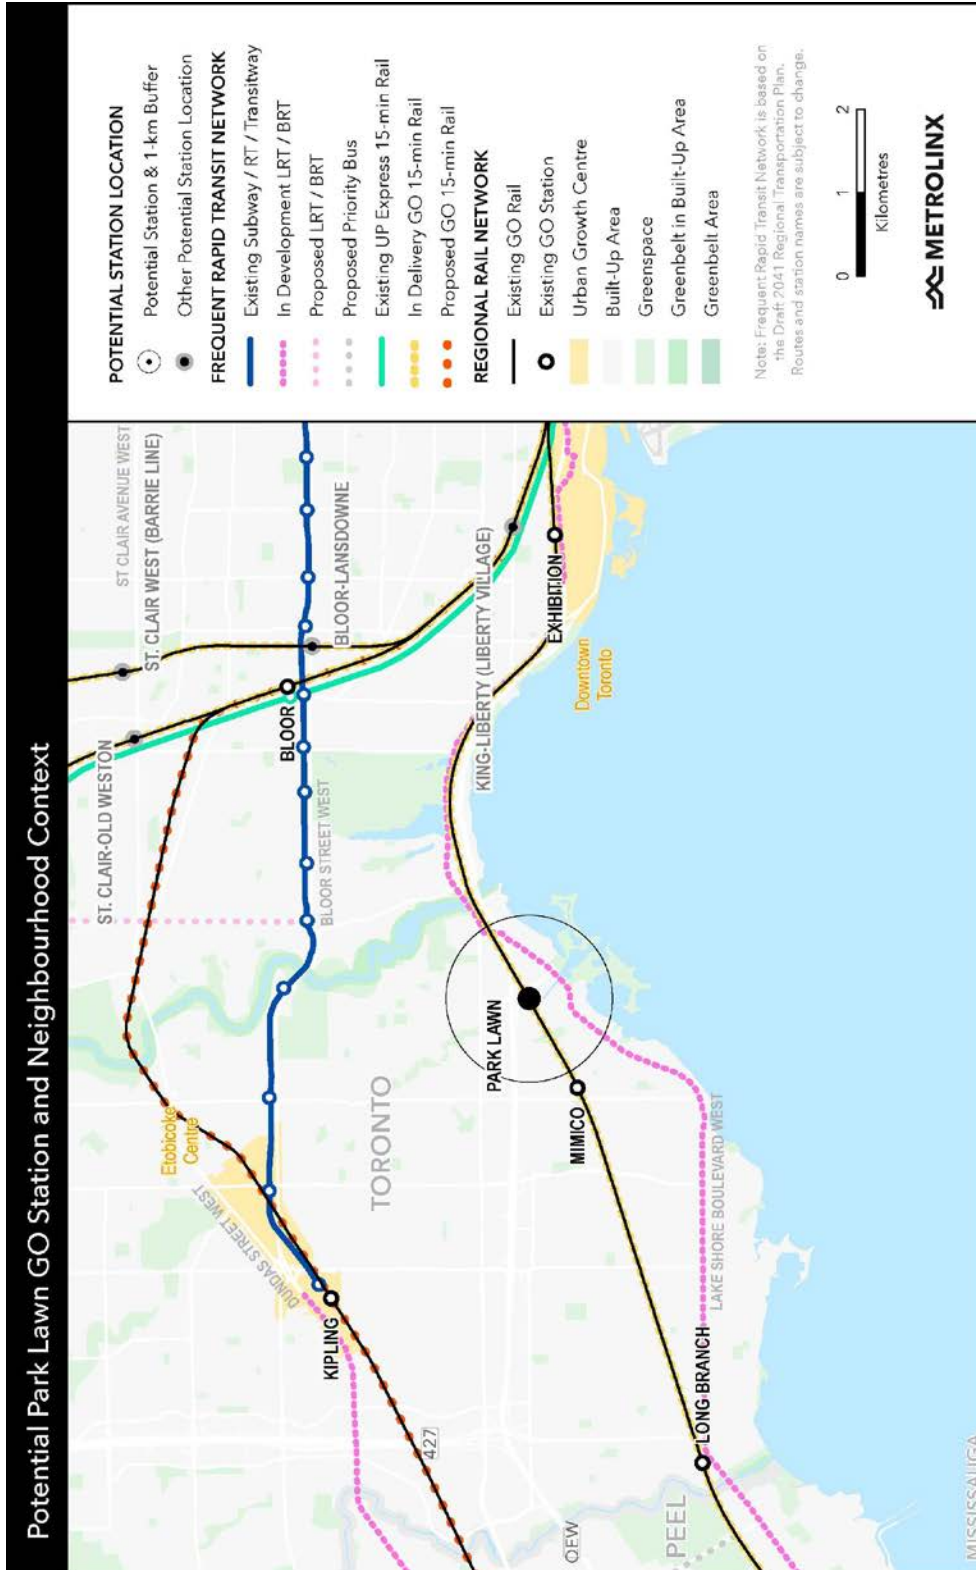 Potential Park Lawn GO Station and Neighbourhood Context
POTENTIAL STATION LOCATION
Potential Station & 1-km Buffer
Other Potential Station Location
FREQUENT RAPID TRANSIT NETWORK
Existing Subway / RT / Transitway
In Development LRT / BRT
Proposed LRT / BRT
Proposed Priority Bus
Existing UP Express 15-min Rail
In Delivery GO 15-min Rail
Proposed GO 15-min Rail
REGIONAL RAIL NETWORK
Existing GO Rail
Existing GO Station
Urban Growth Centre
Built-Up Area
Greenspace
Greenbelt in Built-Up Area
Greenbelt Area
Note: Frequent Rapid Transit Network is based on
the Draft 2041 Regional Transportation Plan.
Routes and station names are subject to change.
0 1 2
Kilometres
METROLINX
ST CLAIR AVENUE WEST
ST. CLAIR WEST (BARRIE LINE)
ST. CLAIR-OLD WESTON
BLOOR-LANSDOWNE
BLOOR
BLOOR STREET WEST
Etobicoke
Centre
DUNDAS STREET WEST
KIPLING
TORONTO
427
KING-LIBERTY (LIBERTY VILLAGE)
EXHIBITION
Downtown
Toronto
PARK LAWN
MIMICO
LAKE SHORE BOULEVARD WEST
LONG BRANCH
QEW
PEEL
MISSISSAUGA